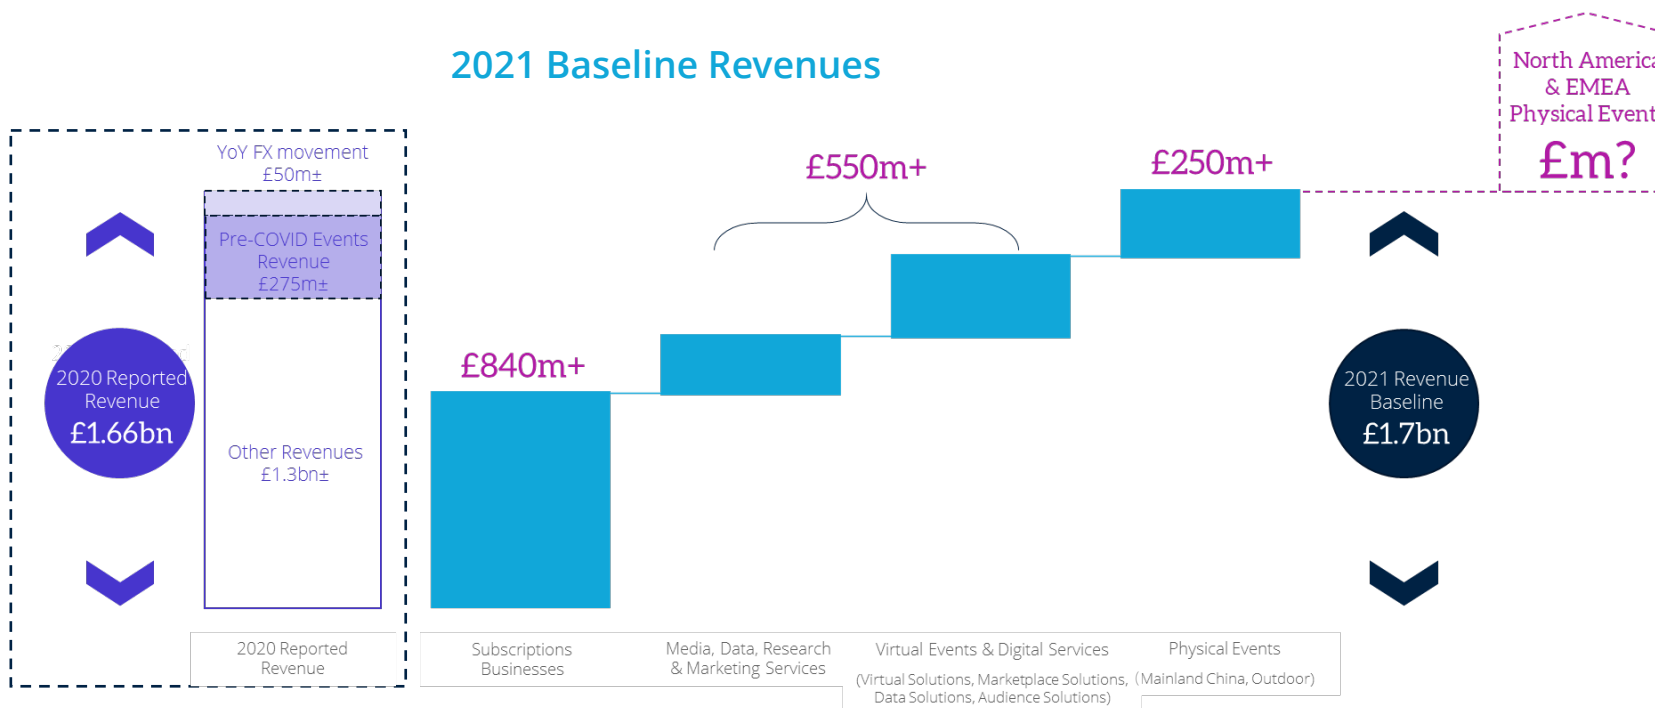 2021 Baseline Revenues
North America
& EMEA
Physical Event
£m?
YoY FX movement
£50m±
£550m+
£250m+
Pre-COVID Events
Revenue
£275m±
2020 Reported
Revenue
£1.66bn
£840m+
2021 Revenue
Baseline
£1.7bn
Other Revenues
£1.3bn±
2020 Reported
Revenue
Subscriptions
Businesses
Media, Data, Research
& Marketing Services
Virtual Events & Digital Services
(Virtual Solutions, Marketplace Solutions,
Data Solutions, Audience Solutions)
Physical Events
(Mainland China, Outdoor)